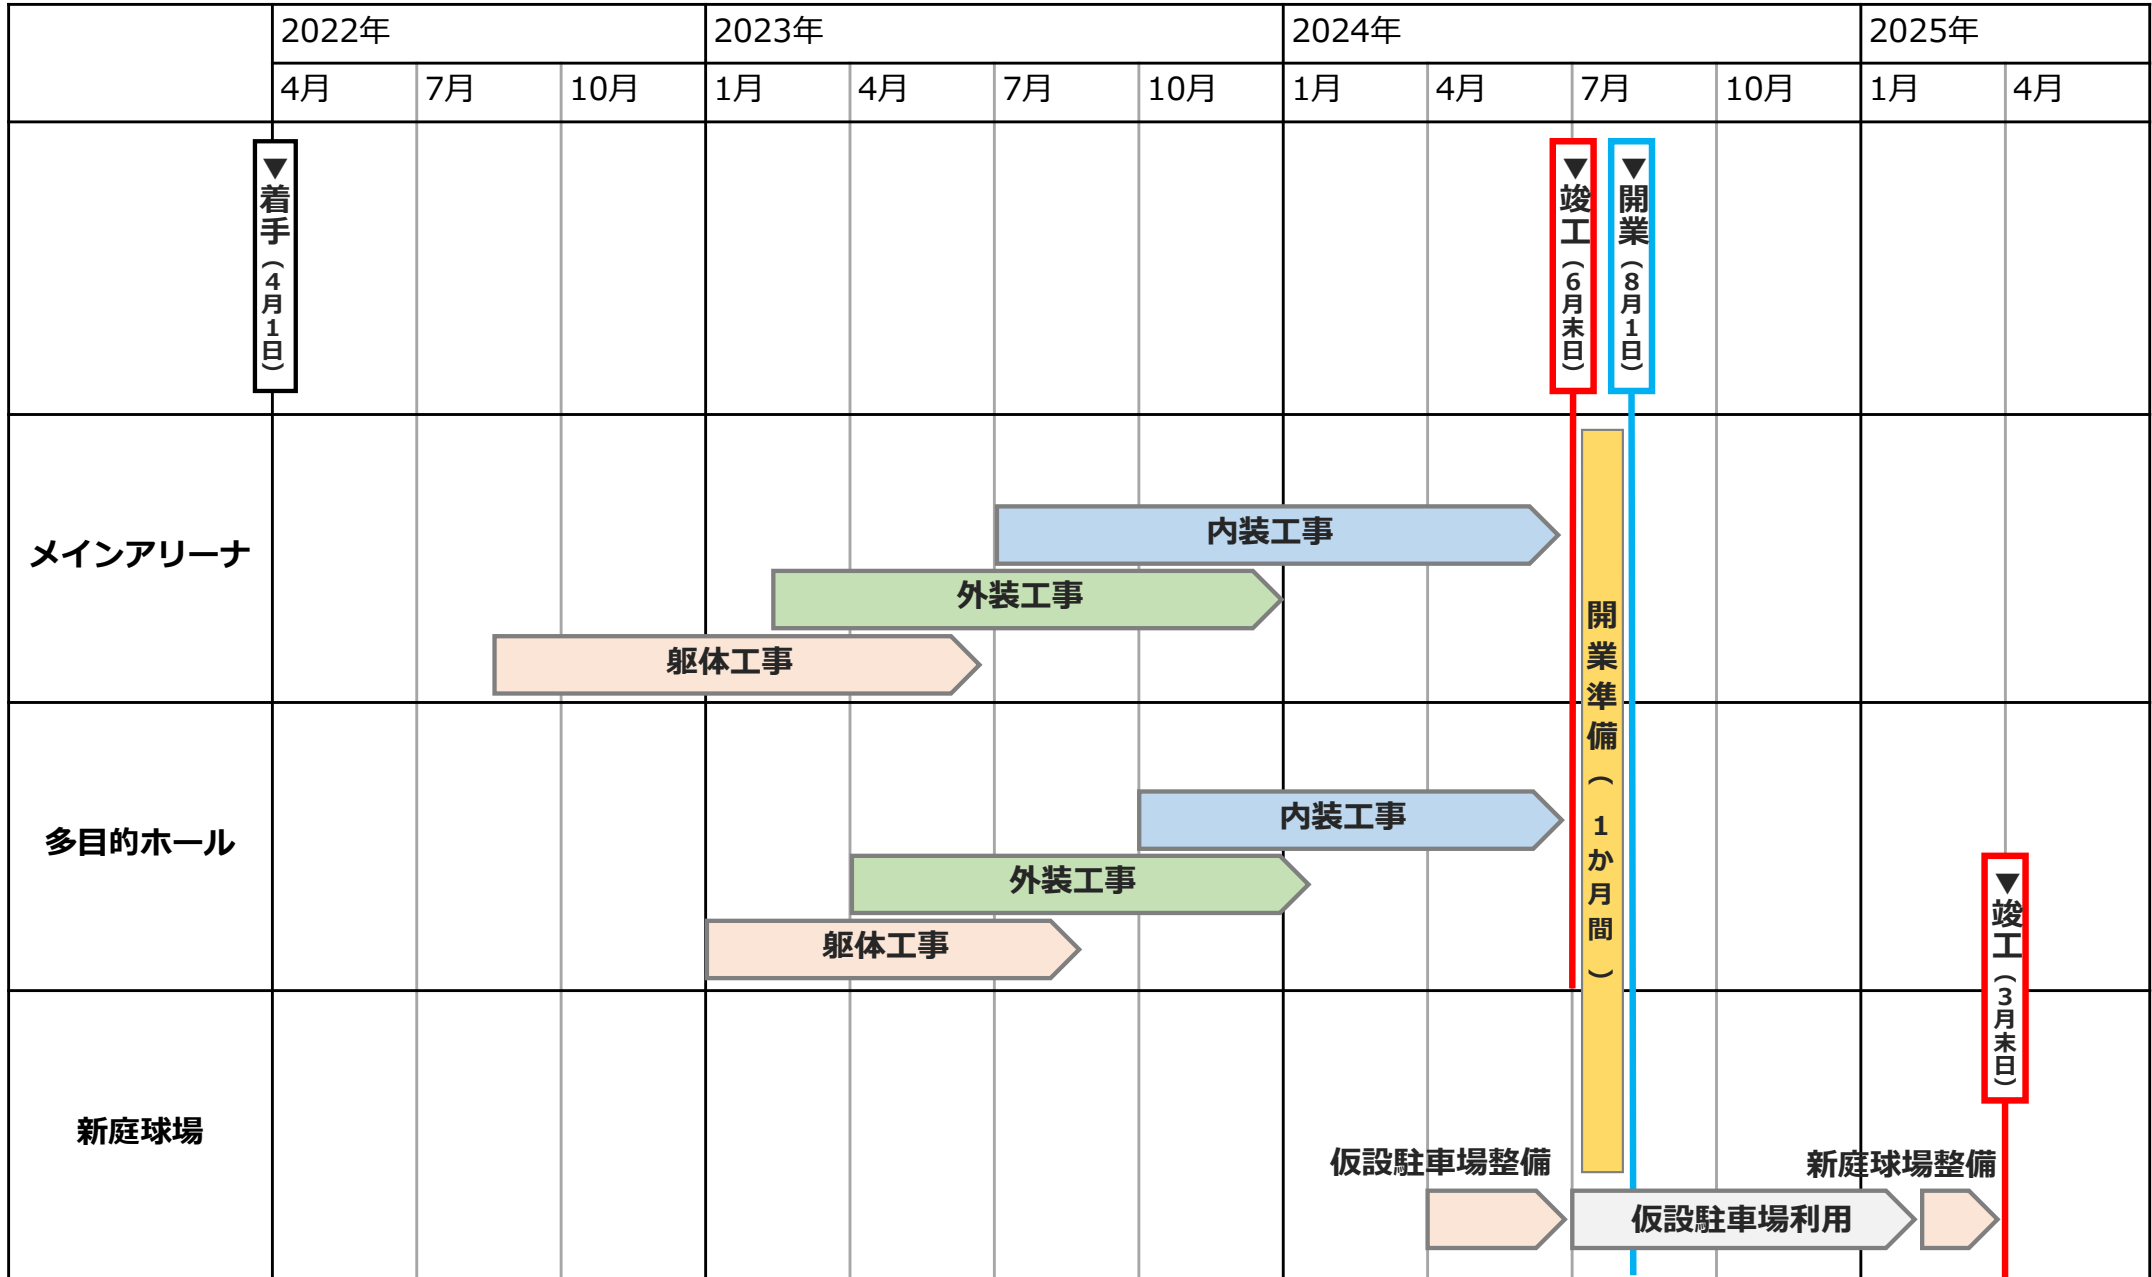 2022年
2023年
2024年
2025年
4月
7月
10月
1月
4月
7月
10月
1月
4月
7月
10月
1月
4月
▼着手（4月1日）
▼竣工（6月末日）
▼開業（8月1日）
メインアリーナ
内装工事
外装工事
躯体工事
開業準備（1か月間）
多目的ホール
内装工事
外装工事
躯体工事
▼竣工（3月末日）
新庭球場
仮設駐車場整備
新庭球場整備
仮設駐車場利用